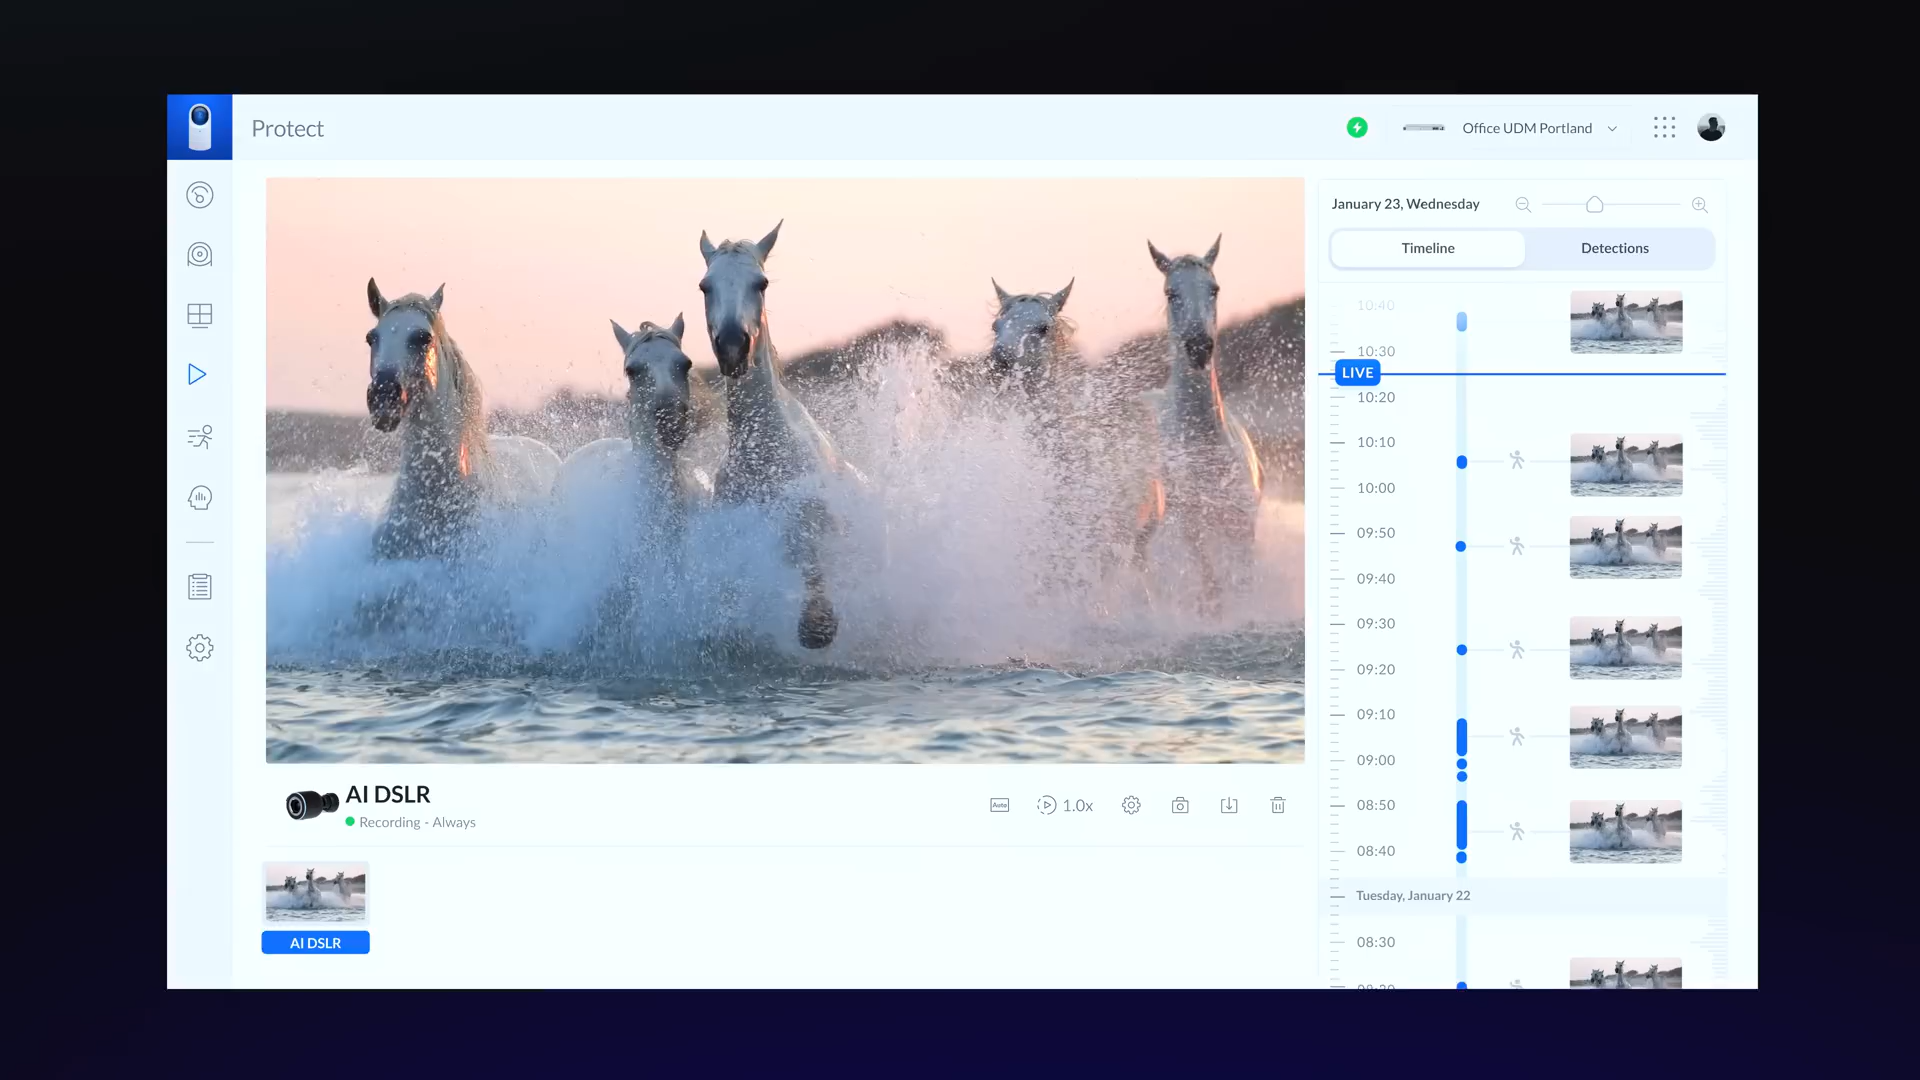 Protect
Office UDM Portland
January 23, Wednesday
Timeline
Detections
10:40
10:30
LIVE
10:20
10:10
10:00
09:50
09:40
09:30
09:20
09:10
09:00
08:50
08:40
Tuesday, January 22
08:30
AI DSLR
Recording - Always
Auto
1.0x
AI DSLR